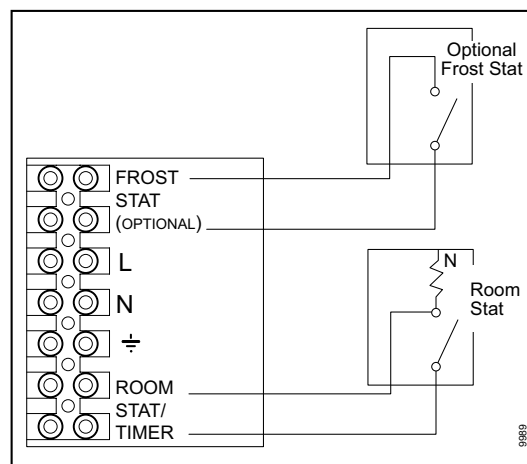 Optional
Frost Stat
FROST
STAT
(OPTIONAL)
L
N
ROOM
STAT/
TIMER
N
Room
Stat
9989